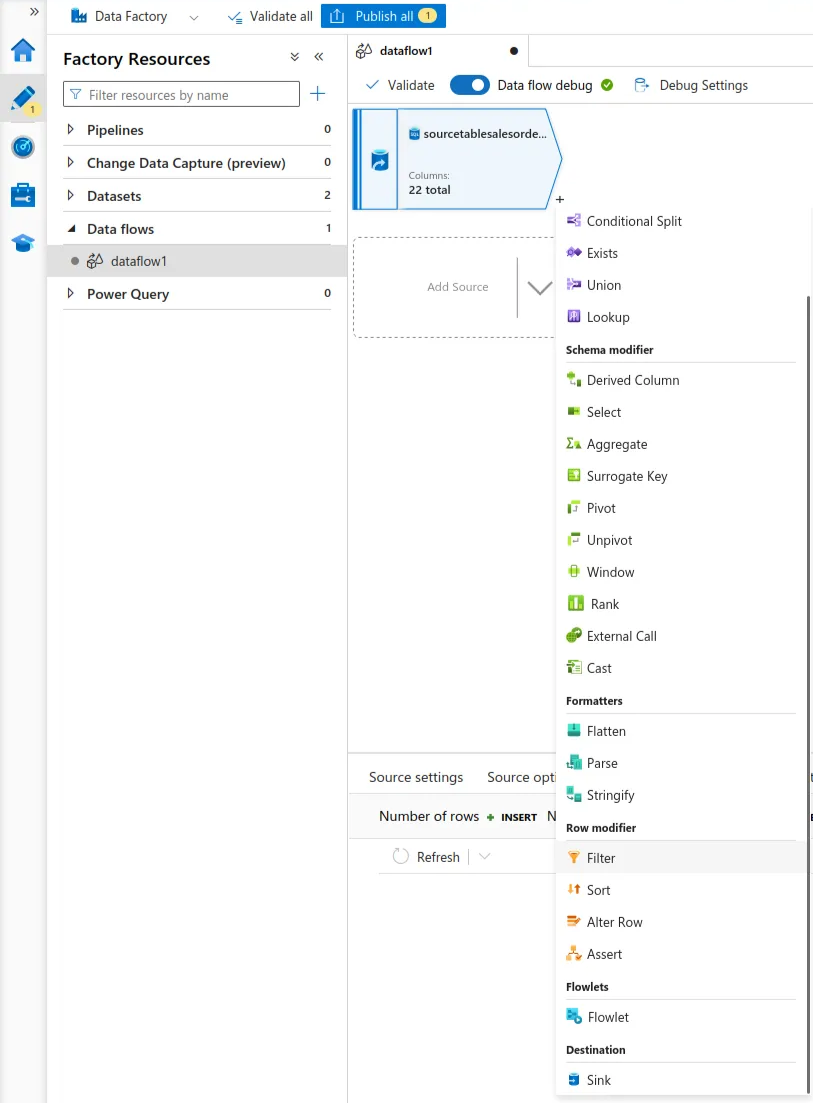 Data Factory
Validate all
Publish all 1
Factory Resources
Filter resources by name
1
Pipelines 0
Change Data Capture (preview) 0
Datasets 2
Data flows 1
dataflow1
Power Query 0
dataflow1
Validate
Data flow debug
Debug Settings
SQL
sourcetablesalesorde...
Columns:
22 total
Add Source
Conditional Split
Exists
Union
Lookup
Schema modifier
Derived Column
Select
Aggregate
Surrogate Key
Pivot
Unpivot
Window
Rank
External Call
Cast
Formatters
Flatten
Parse
Stringify
Row modifier
Filter
Sort
Alter Row
Assert
Flowlets
Flowlet
Destination
Sink
Source settings
Number of rows + INSERT
Refresh